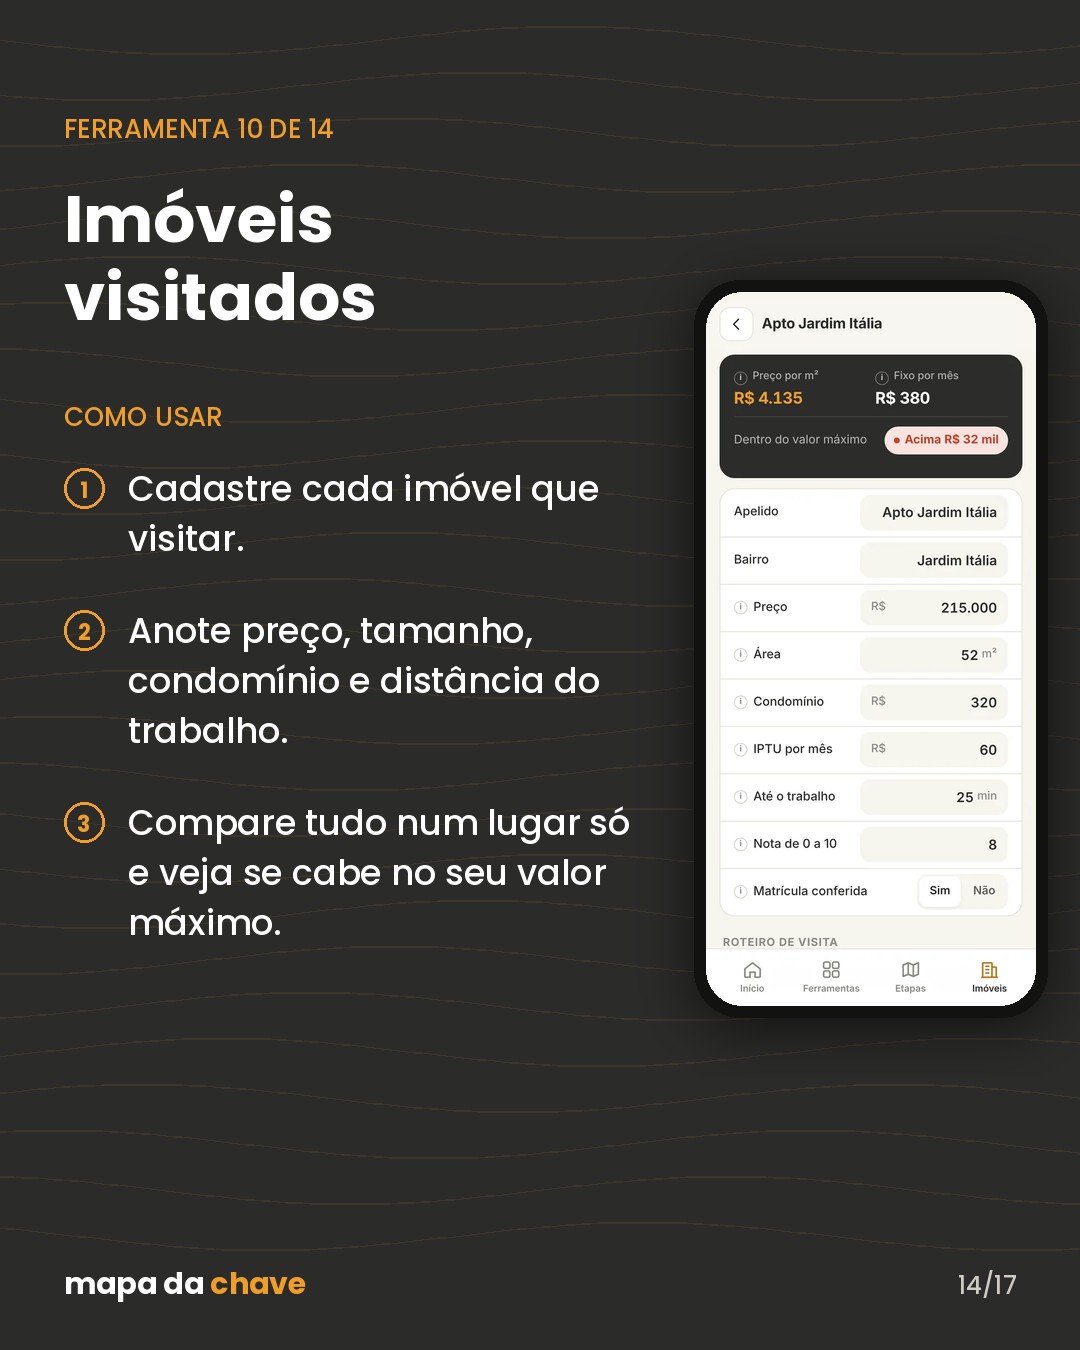 FERRAMENTA 10 DE 14
Imóveis
visitados
COMO USAR
1 Cadastre cada imóvel que
visitar.
2 Anote preço, tamanho,
condomínio e distância do
trabalho.
3 Compare tudo num lugar só
e veja se cabe no seu valor
máximo.
Apto Jardim Itália
Preço por m² Fixo por mês
R$ 4.135 R$ 380
Dentro do valor máximo Acima R$ 32 mil
Apelido Apto Jardim Itália
Bairro Jardim Itália
Preço R$ 215.000
Área 52 m²
Condomínio R$ 320
IPTU por mês R$ 60
Até o trabalho 25 min
Nota de 0 a 10 8
Matrícula conferida Sim Não
ROTEIRO DE VISITA
Início Ferramentas Etapas Imóveis
mapa da chave
14/17